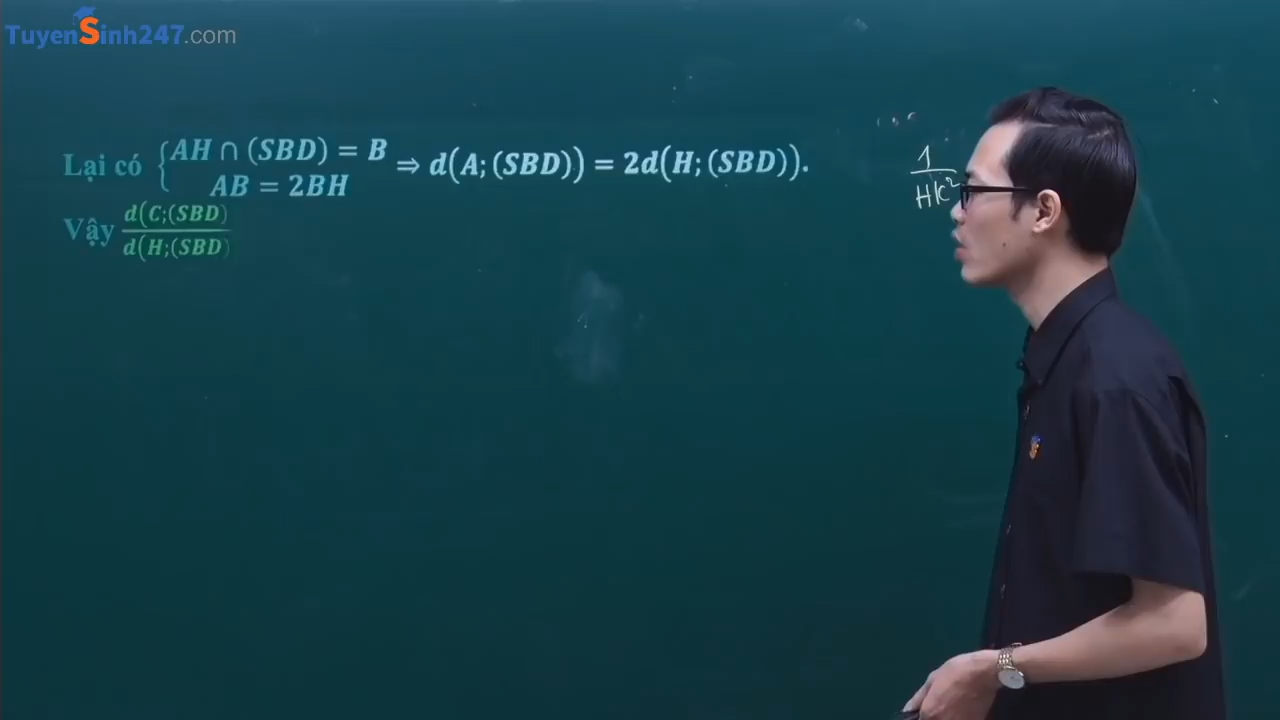 TuyenSinh247.com
Lại có { AH ∩ (SBD) = B
AB = 2BH ⇒ d(A; (SBD)) = 2d(H; (SBD)).
Vậy d(C;(SBD)
d(H;(SBD)
1
HK²